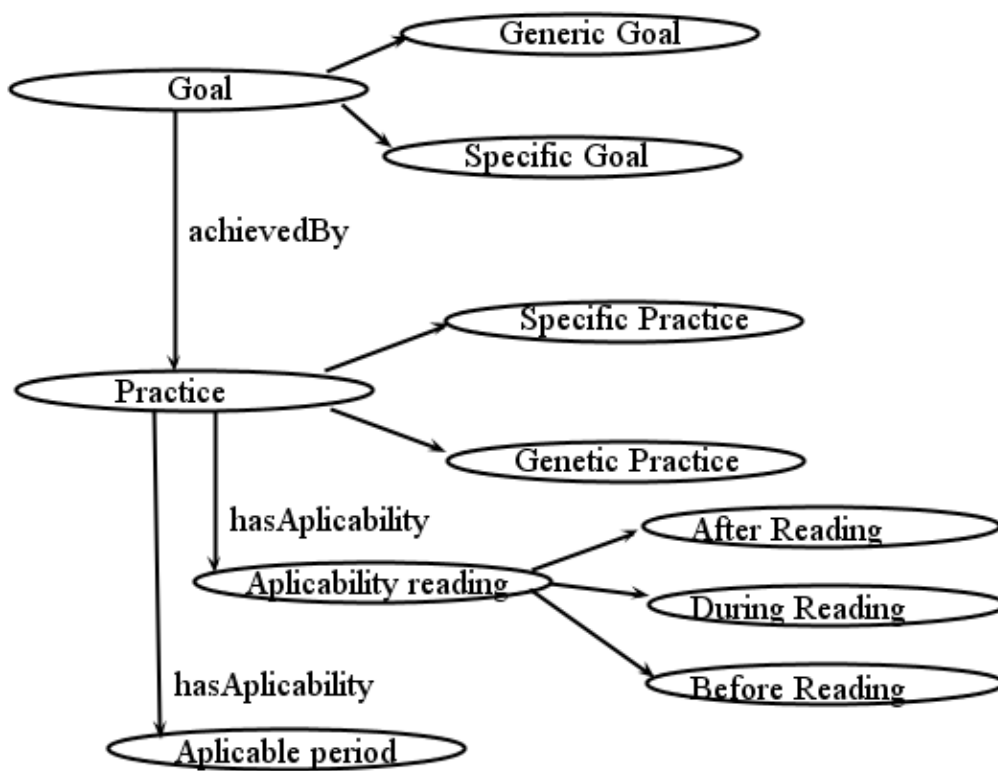 Generic Goal
Goal
Specific Goal
achievedBy
Specific Practice
Practice
Genetic Practice
hasAplicability
After Reading
Aplicability reading
During Reading
hasAplicability
Before Reading
Aplicable period